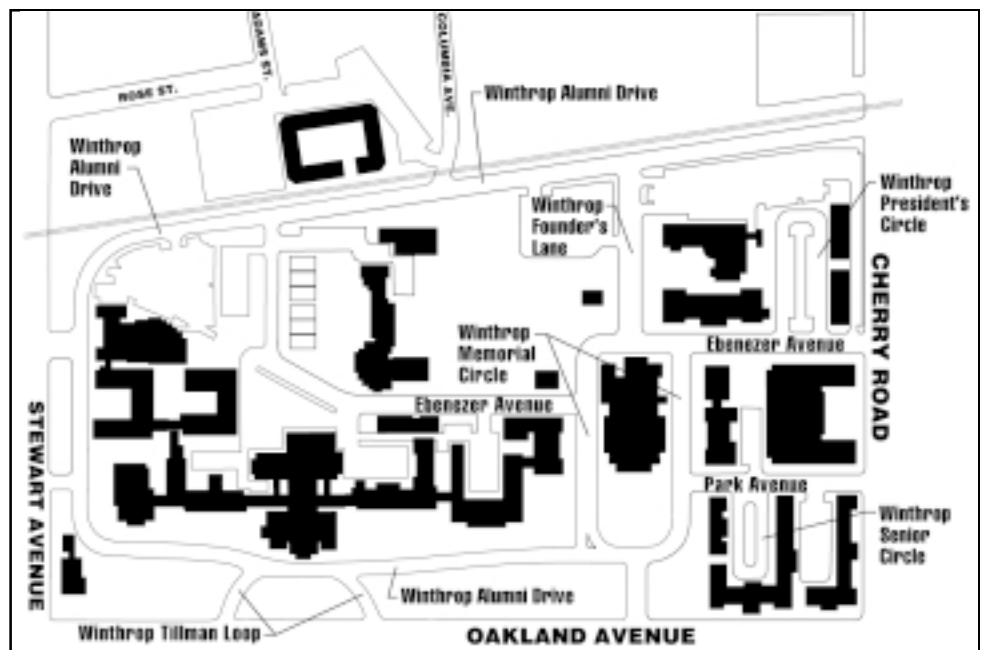 ADAMS ST.
COLUMBIA AVE.
ROSE ST.
Winthrop Alumni Drive
Winthrop
Alumni
Drive
Winthrop
President's
Circle
Winthrop
Founder's
Lane
CHERRY ROAD
Winthrop
Memorial
Circle
Ebenezer Avenue
Ebenezer Avenue
STEWART AVENUE
Park Avenue
Winthrop
Senior
Circle
Winthrop Alumni Drive
Winthrop Tillman Loop
OAKLAND AVENUE